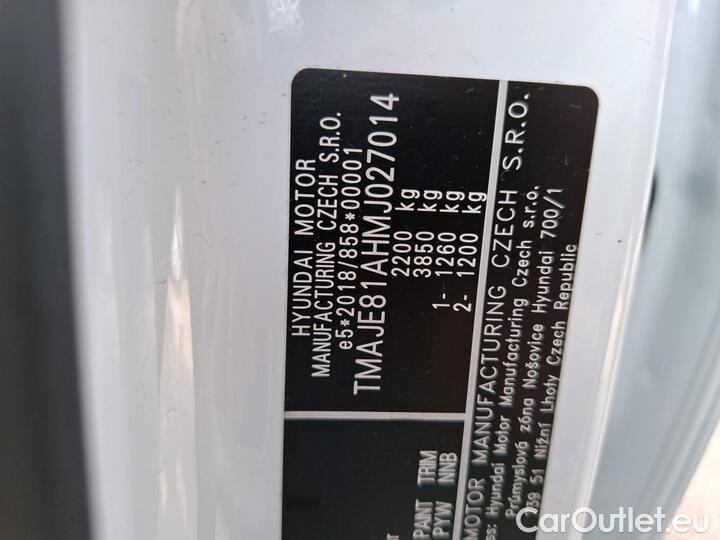 HYUNDAI MOTOR
MANUFACTURING CZECH S.R.O.
e5*2018/858*00001
TMAJE81AHMJ027014
2200 kg
3850 kg
1- 1260 kg
2- 1200 kg
PAINT TRIM
PYW NNB
MOTOR MANUFACTURING CZECH S.R.O.
ess: Hyundai Motor Manufacturing Czech s.r.o.
Průmyslová zóna Nošovice Hyundai 700/1
739 51 Nižní Lhoty Czech Republic
CarOutlet.eu